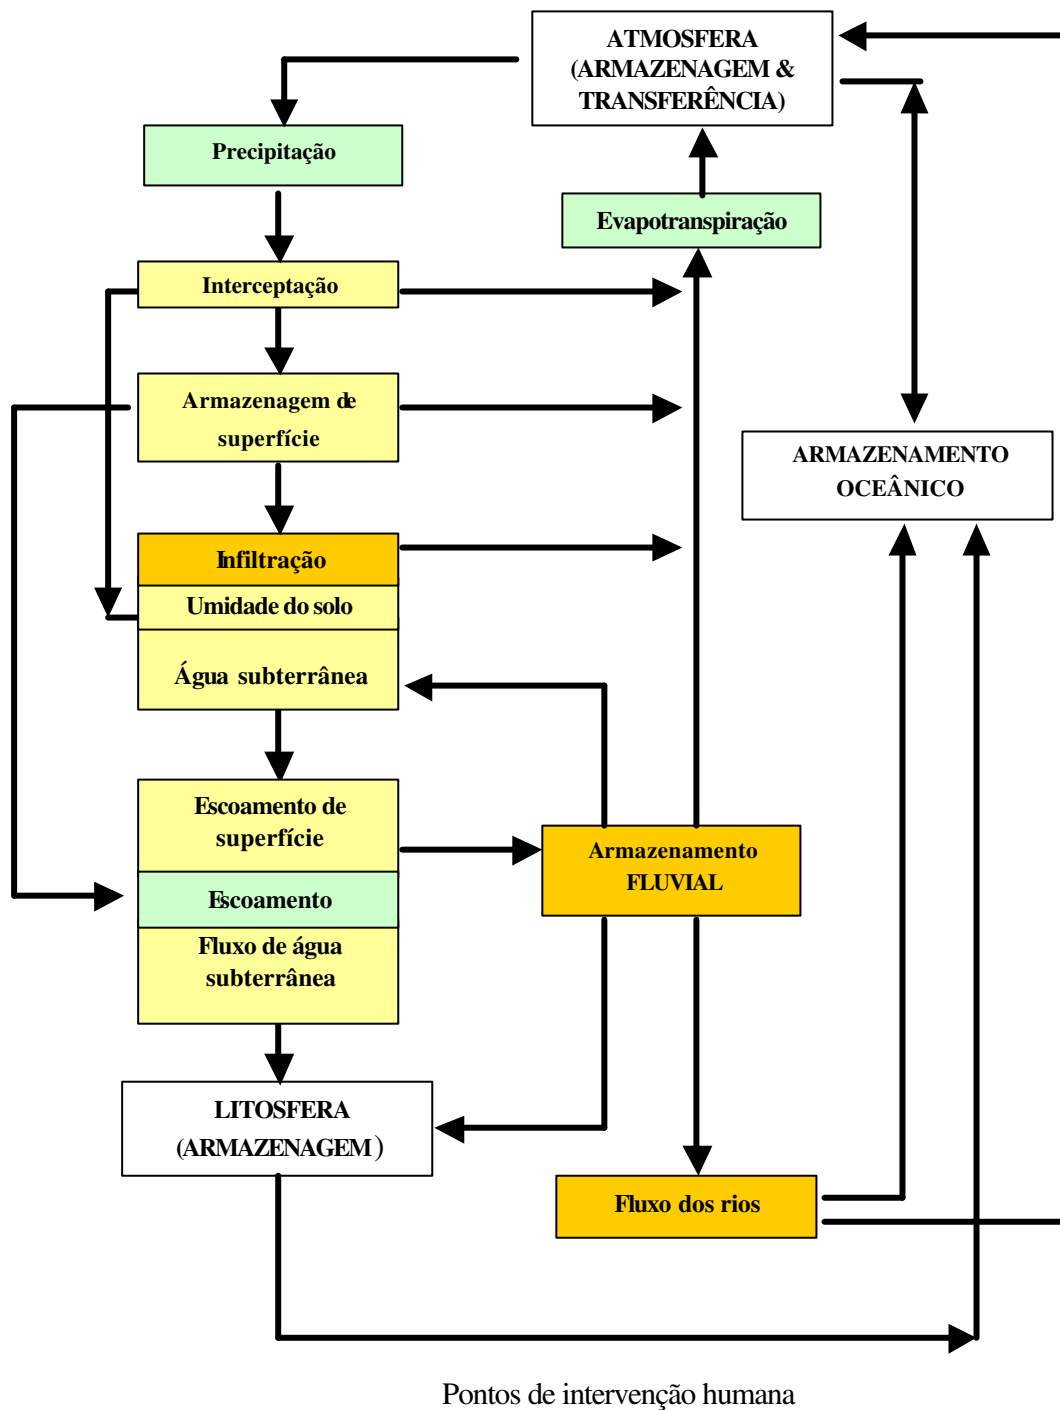 ATMOSFERA
(ARMAZENAGEM &
TRANSFERÊNCIA)
Precipitação
Evapotranspiração
Interceptação
Armazenagem de
superfície
ARMAZENAMENTO
OCEÂNICO
Infiltração
Umidade do solo
Água subterrânea
Escoamento de
superfície
Armazenamento
FLUVIAL
Escoamento
Fluxo de água
subterrânea
LITOSFERA
(ARMAZENAGEM)
Fluxo dos rios
Pontos de intervenção humana